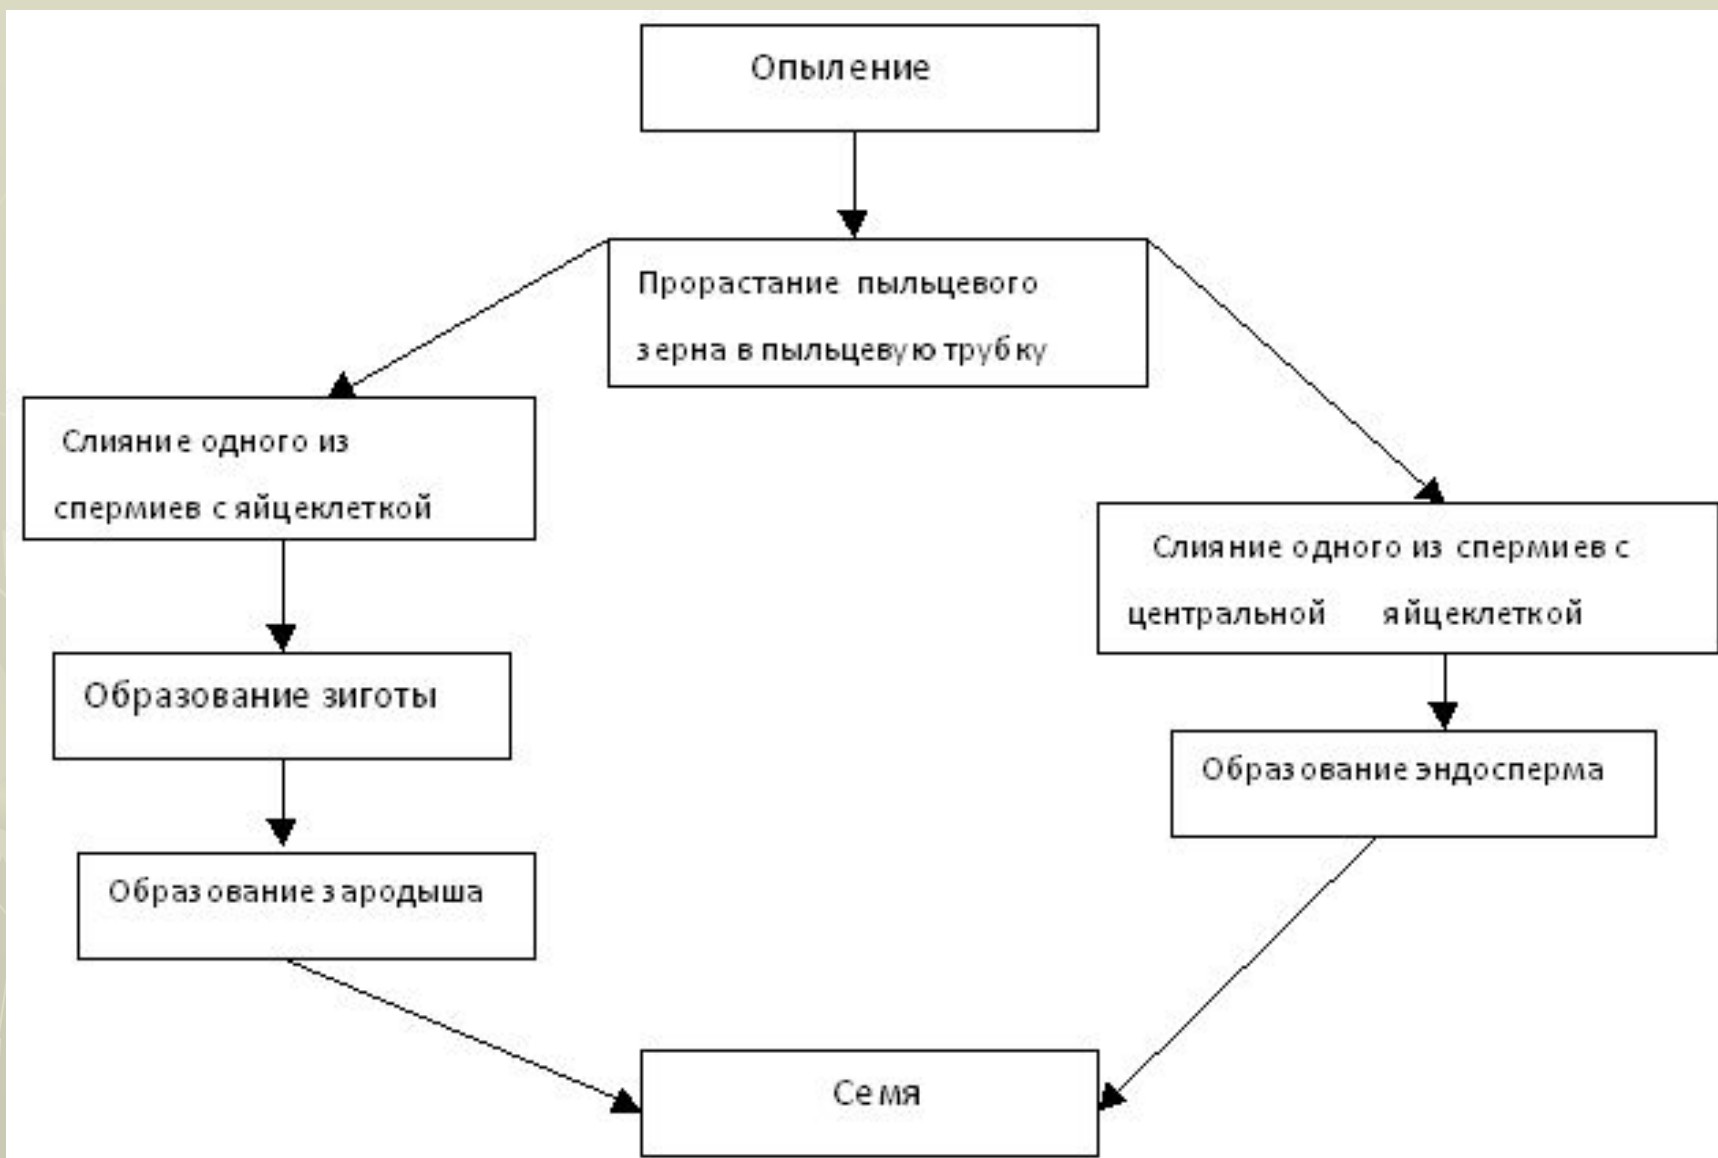 Опыление
Прорастание пыльцевого
зерна в пыльцевую трубку
Слияние одного из
спермиев с яйцеклеткой
Слияние одного из спермиев с
центральной яйцеклеткой
Образование зиготы
Образование эндосперма
Образование зародыша
Семя